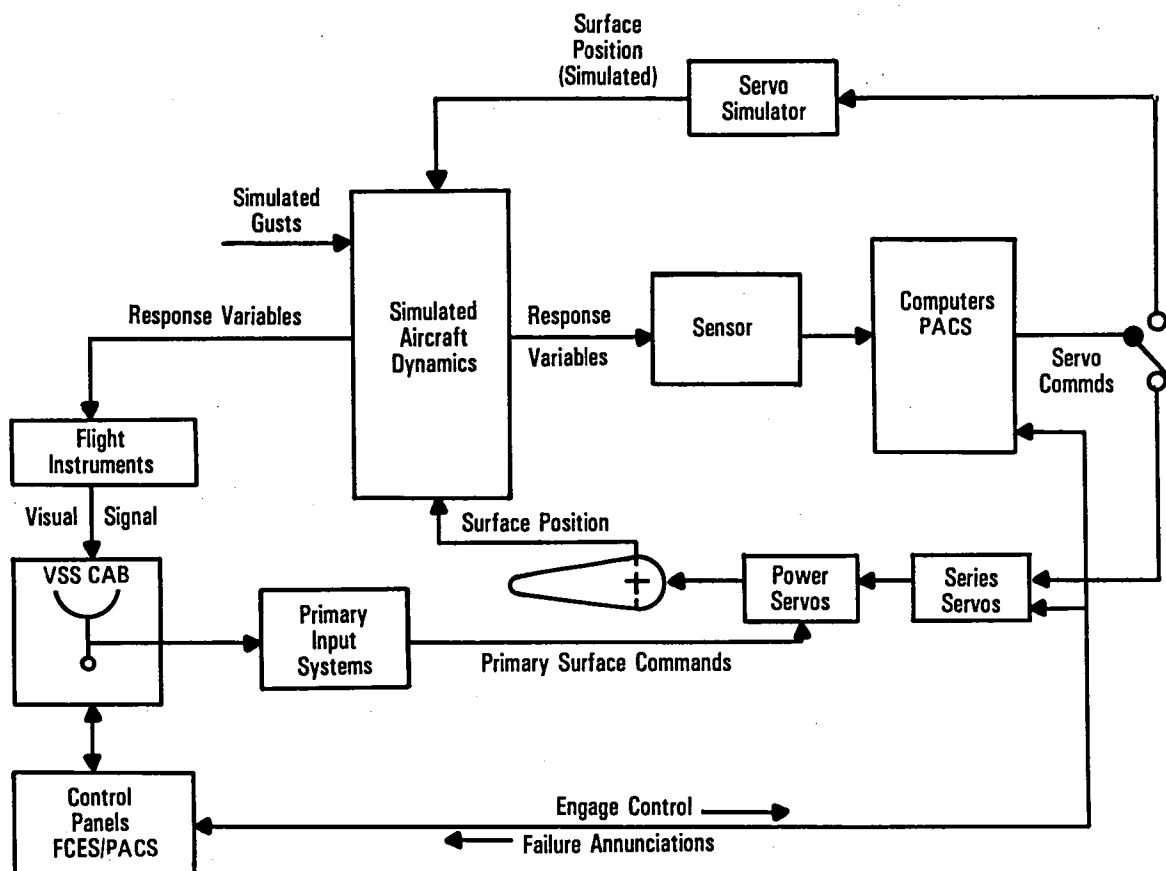 Surface
Position
(Simulated)
Servo
Simulator
Simulated
Gusts
Response Variables
Simulated
Aircraft
Dynamics
Response
Variables
Sensor
Computers
PACS
Servo
Commds
Flight
Instruments
Visual Signal
Surface Position
VSS CAB
Primary
Input
Systems
Power
Servos
Series
Servos
Primary Surface Commands
Control
Panels
FCES/PACS
Engage Control
Failure Annunciations